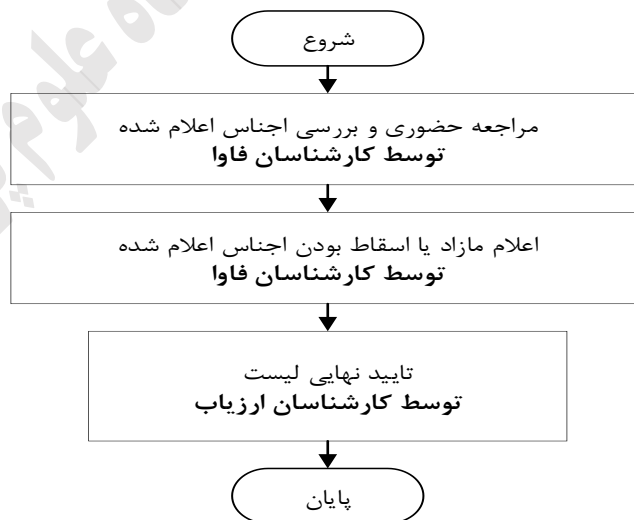 شروع
مراجعه حضوری و بررسی اجناس اعلام شده
توسط کارشناسان فاوا
اعلام مازاد یا اسقاط بودن اجناس اعلام شده
توسط کارشناسان فاوا
تایید نهایی لیست
توسط کارشناسان ارزیاب
پایان